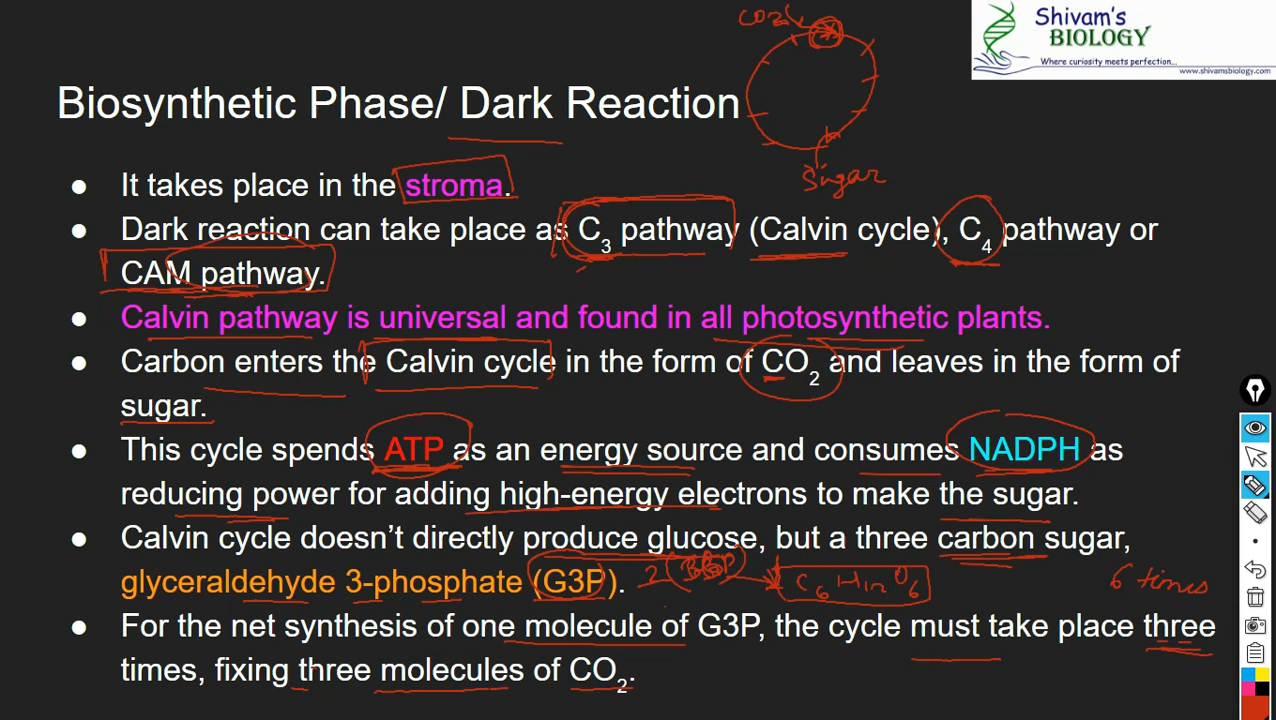 CO2
Shivam's
BIOLOGY
Where curiosity meets perfection...
www.shivamsbiology.com
Biosynthetic Phase/ Dark Reaction
Sugar
● It takes place in the stroma.
● Dark reaction can take place as C3 pathway (Calvin cycle), C4 pathway or
CAM pathway.
● Calvin pathway is universal and found in all photosynthetic plants.
● Carbon enters the Calvin cycle in the form of CO2 and leaves in the form of
sugar.
● This cycle spends ATP as an energy source and consumes NADPH as
reducing power for adding high-energy electrons to make the sugar.
● Calvin cycle doesn’t directly produce glucose, but a three carbon sugar,
glyceraldehyde 3-phosphate (G3P). 2 C6H12O6 6 times
● For the net synthesis of one molecule of G3P, the cycle must take place three
times, fixing three molecules of CO2.